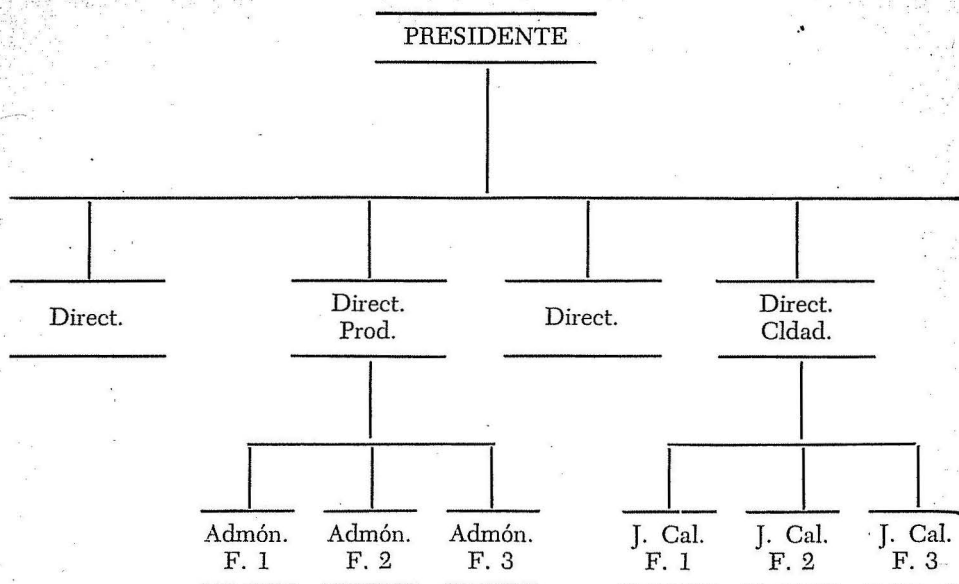 PRESIDENTE
Direct.
Direct.
Prod.
Direct.
Direct.
Cldad.
Admón.
F. 1
Admón.
F. 2
Admón.
F. 3
J. Cal.
F. 1
J. Cal.
F. 2
J. Cal.
F. 3